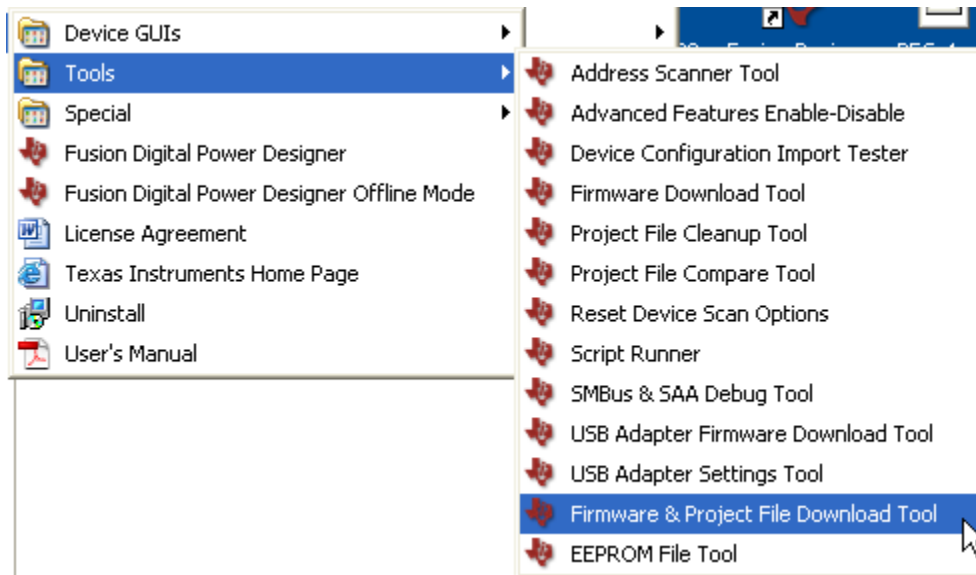 Device GUIs
Tools
Special
Fusion Digital Power Designer
Fusion Digital Power Designer Offline Mode
License Agreement
Texas Instruments Home Page
Uninstall
User's Manual
Address Scanner Tool
Advanced Features Enable-Disable
Device Configuration Import Tester
Firmware Download Tool
Project File Cleanup Tool
Project File Compare Tool
Reset Device Scan Options
Script Runner
SMBus & SAA Debug Tool
USB Adapter Firmware Download Tool
USB Adapter Settings Tool
Firmware & Project File Download Tool
EEPROM File Tool